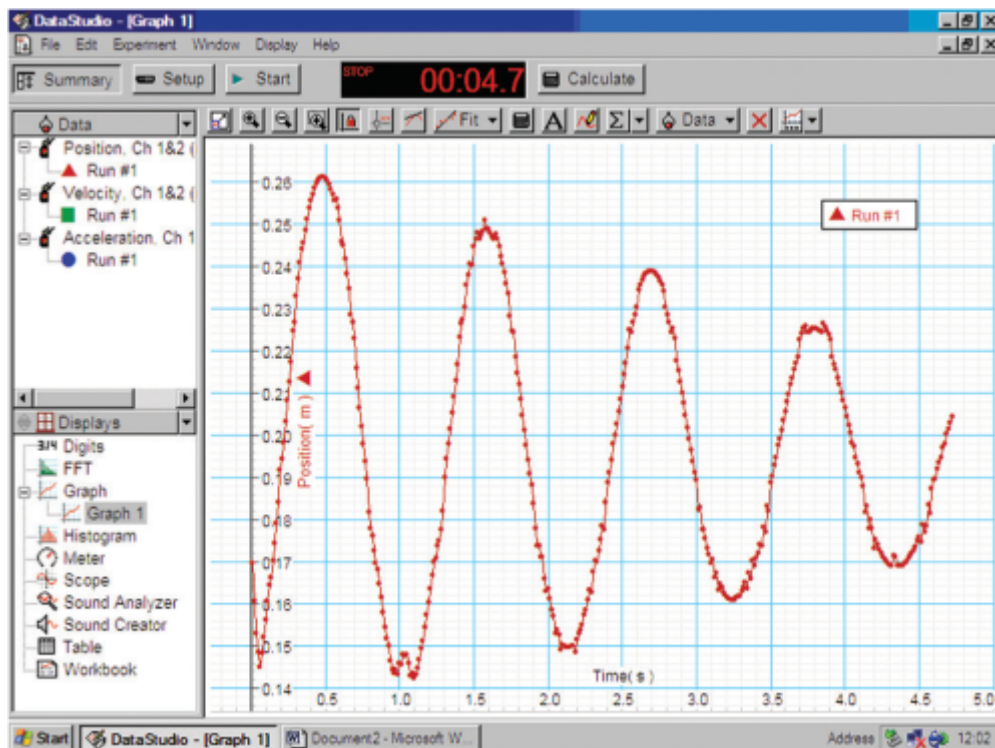 DataStudio - [Graph 1]
File Edit Experiment Window Display Help
Summary Setup Start STOP 00:04.7 Calculate
Data Fit A Σ Data
Position, Ch 1&2 (
Run #1
Velocity, Ch 1&2 (
Run #1
Acceleration, Ch 1
Run #1
Displays
Digits
FFT
Graph
Graph 1
Histogram
Meter
Scope
Sound Analyzer
Sound Creator
Table
Workbook
0.26
0.25
0.24
0.23
0.22
0.21
0.20
0.19
0.18
0.17
0.16
0.15
0.14
Position( m )
Run #1
Time( s )
0.5 1.0 1.5 2.0 2.5 3.0 3.5 4.0 4.5 5.0
Start DataStudio - [Graph 1] Document2 - Microsoft W... Address 12:02